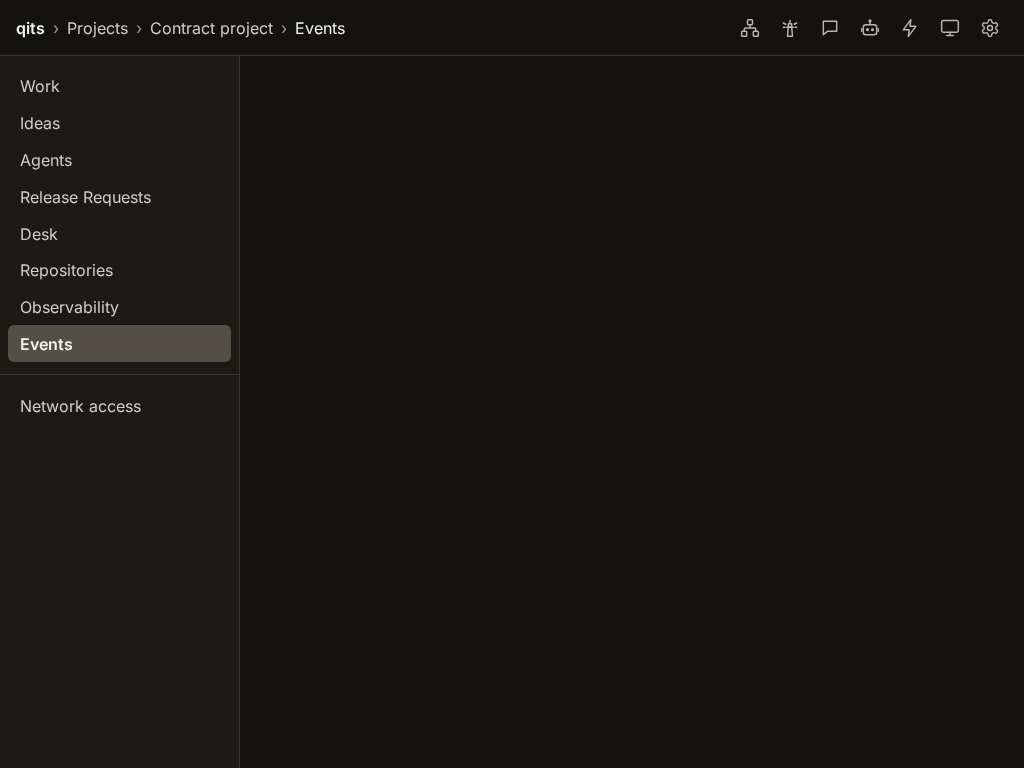 qits › Projects › Contract project › Events
Work
Ideas
Agents
Release Requests
Desk
Repositories
Observability
Events
Network access